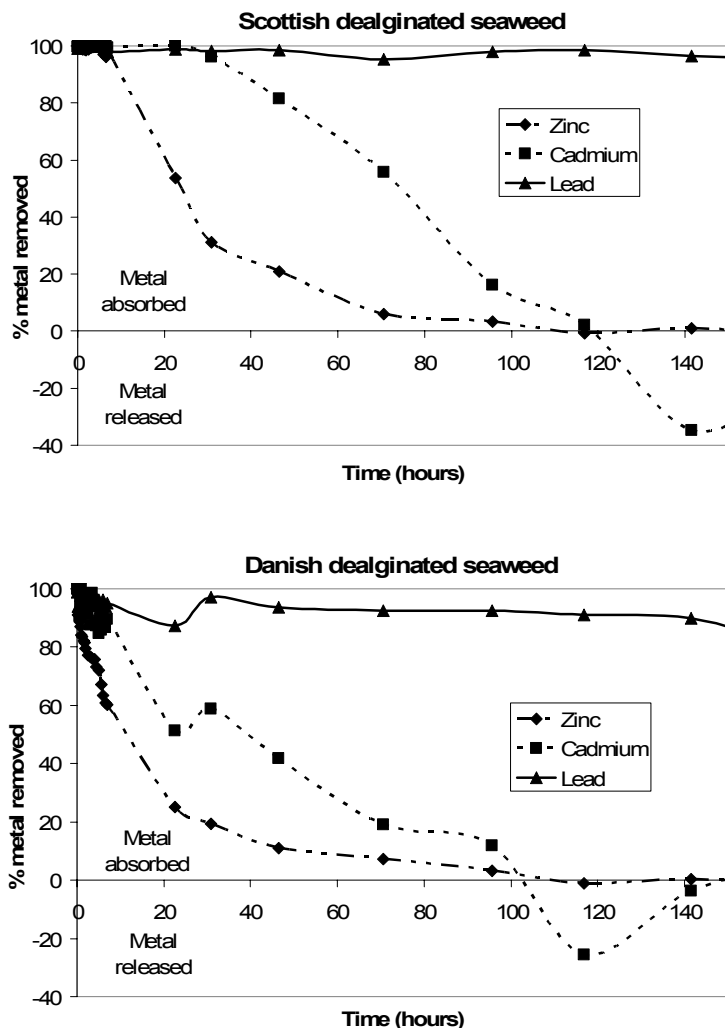 Scottish dealginated seaweed
100
80
60
40
20
0
-20
-40
% metal removed
Zinc
Cadmium
Lead
Metal
absorbed
0 20 40 60 80 100 120 140
Metal
released
Time (hours)
Danish dealginated seaweed
100
80
60
40
20
0
-20
-40
% metal removed
Zinc
Cadmium
Lead
Metal
absorbed
0 20 40 60 80 100 120 140
Metal
released
Time (hours)